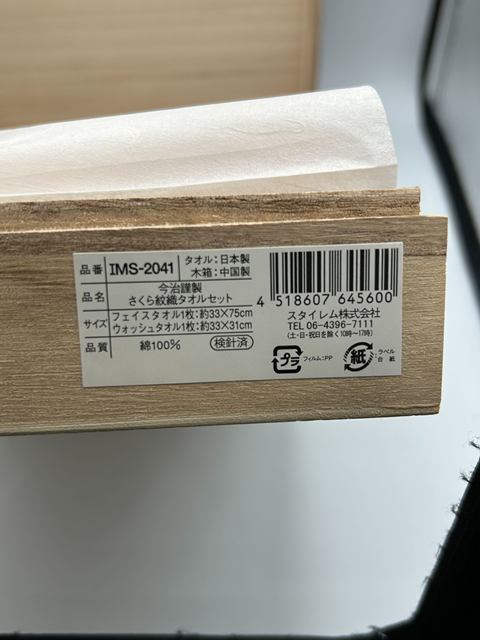 品番 IMS-2041 タオル:日本製
木箱:中国製
品名 今治謹製
さくら紋織タオルセット
サイズ フェイスタオル1枚:約33×75cm
ウォッシュタオル1枚:約33×31cm
品質 綿100% 検針済
4 518607 645600
スタイレム株式会社
TEL 06-4396-7111
(土・日・祝日を除く10時〜17時)
プラ フィルム:PP
紙 ラベル
台紙